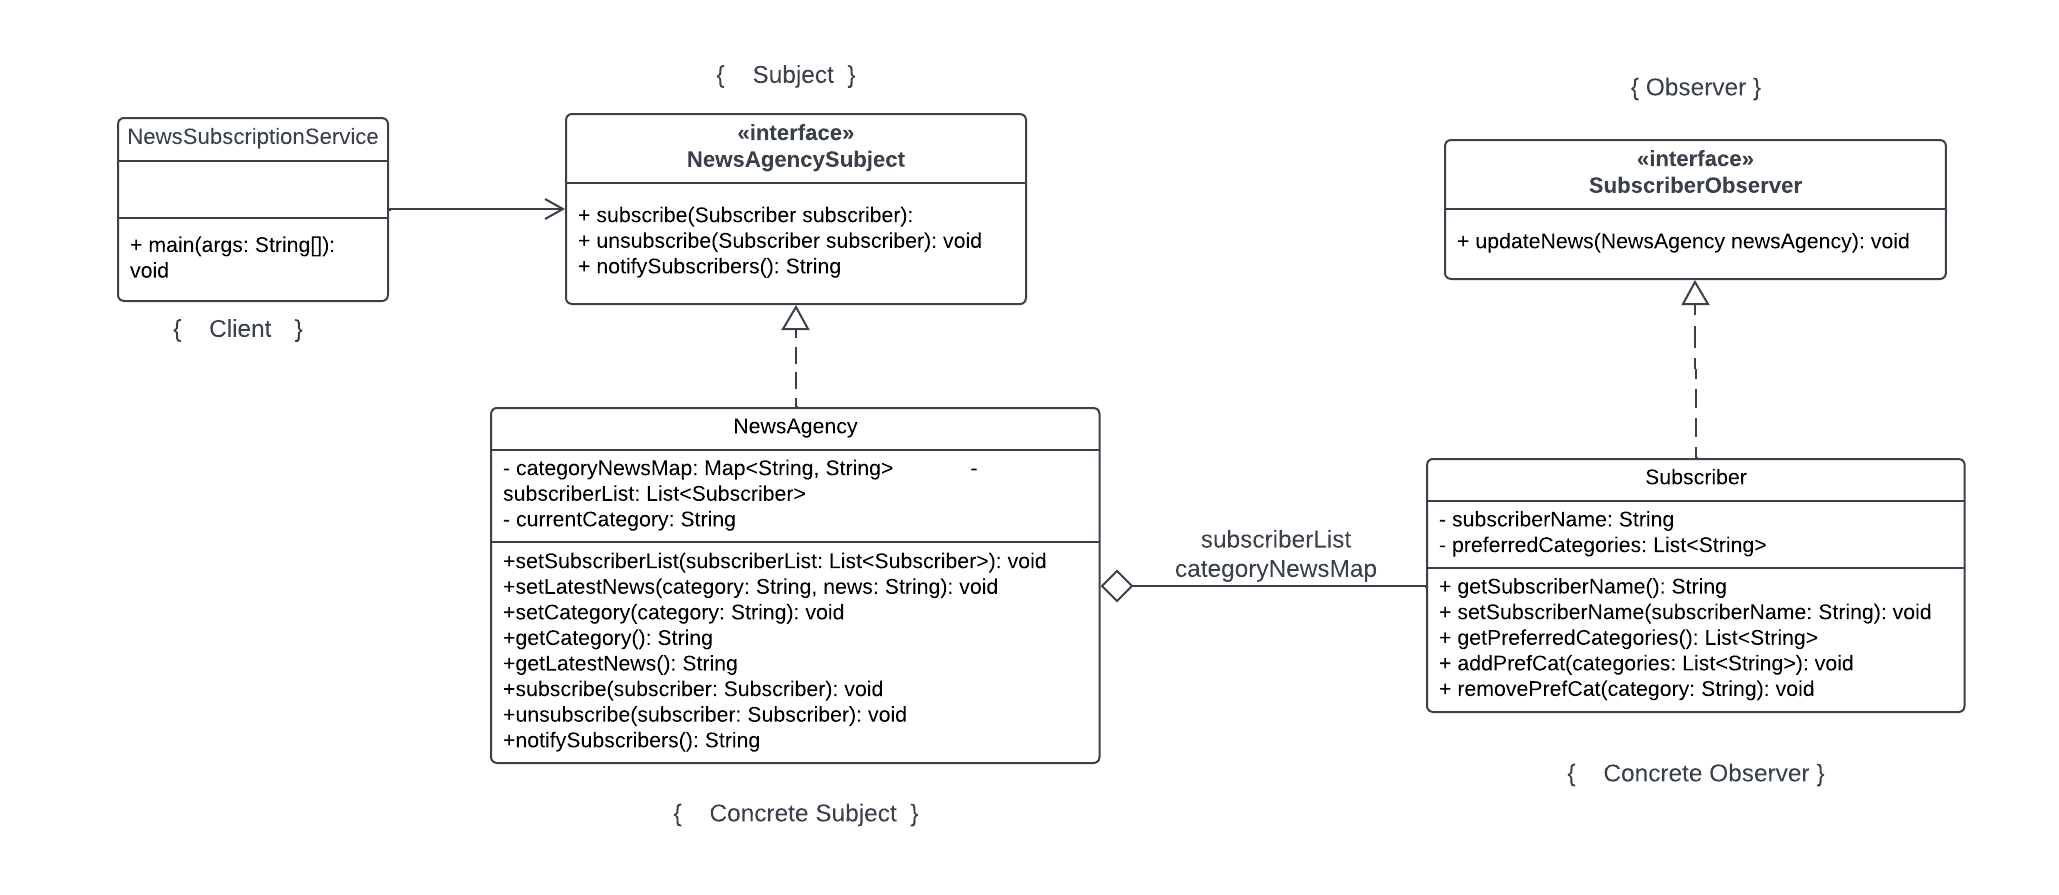 { Subject }
{ Observer }
NewsSubscriptionService
+ main(args: String[]):
void
{ Client }
«interface»
NewsAgencySubject
+ subscribe(Subscriber subscriber):
+ unsubscribe(Subscriber subscriber): void
+ notifySubscribers(): String
«interface»
SubscriberObserver
+ updateNews(NewsAgency newsAgency): void
NewsAgency
- categoryNewsMap: Map<String, String> -
subscriberList: List<Subscriber>
- currentCategory: String
+setSubscriberList(subscriberList: List<Subscriber>): void
+setLatestNews(category: String, news: String): void
+setCategory(category: String): void
+getCategory(): String
+getLatestNews(): String
+subscribe(subscriber: Subscriber): void
+unsubscribe(subscriber: Subscriber): void
+notifySubscribers(): String
{ Concrete Subject }
subscriberList
categoryNewsMap
Subscriber
- subscriberName: String
- preferredCategories: List<String>
+ getSubscriberName(): String
+ setSubscriberName(subscriberName: String): void
+ getPreferredCategories(): List<String>
+ addPrefCat(categories: List<String>): void
+ removePrefCat(category: String): void
{ Concrete Observer }